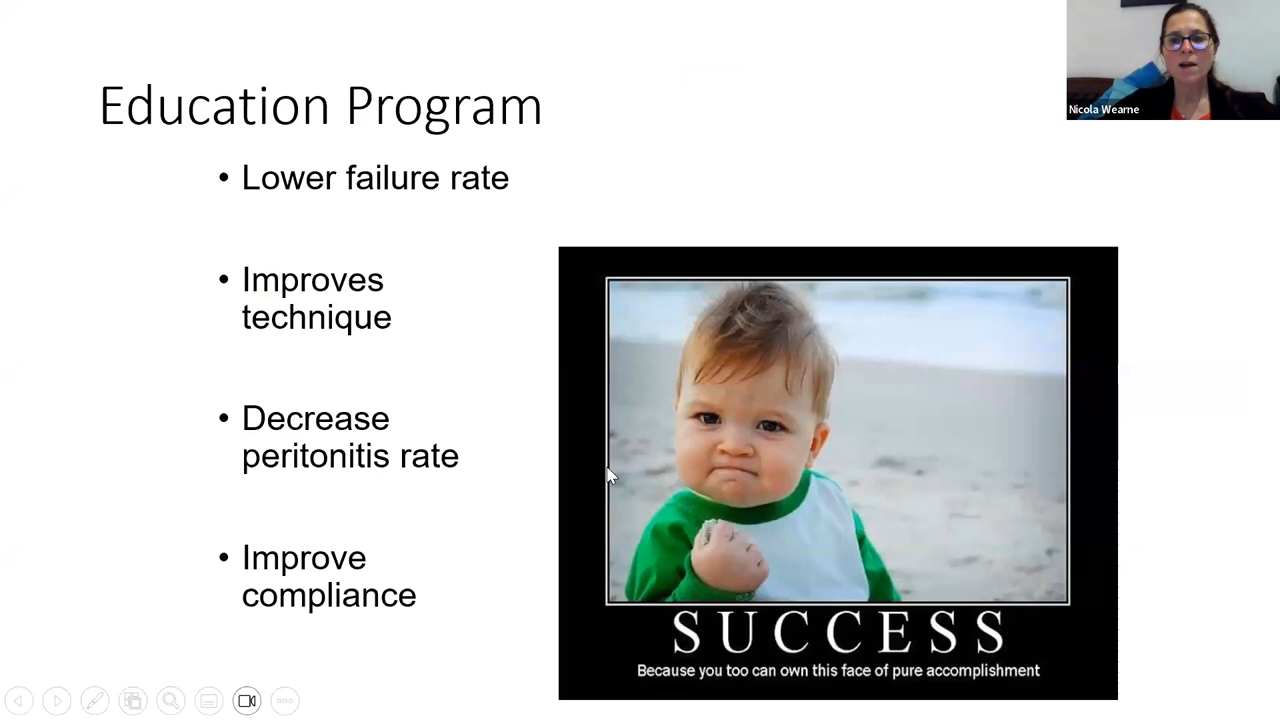 Education Program
Nicola Wearne
• Lower failure rate
• Improves
technique
• Decrease
peritonitis rate
• Improve
compliance
SUCCESS
Because you too can own this face of pure accomplishment